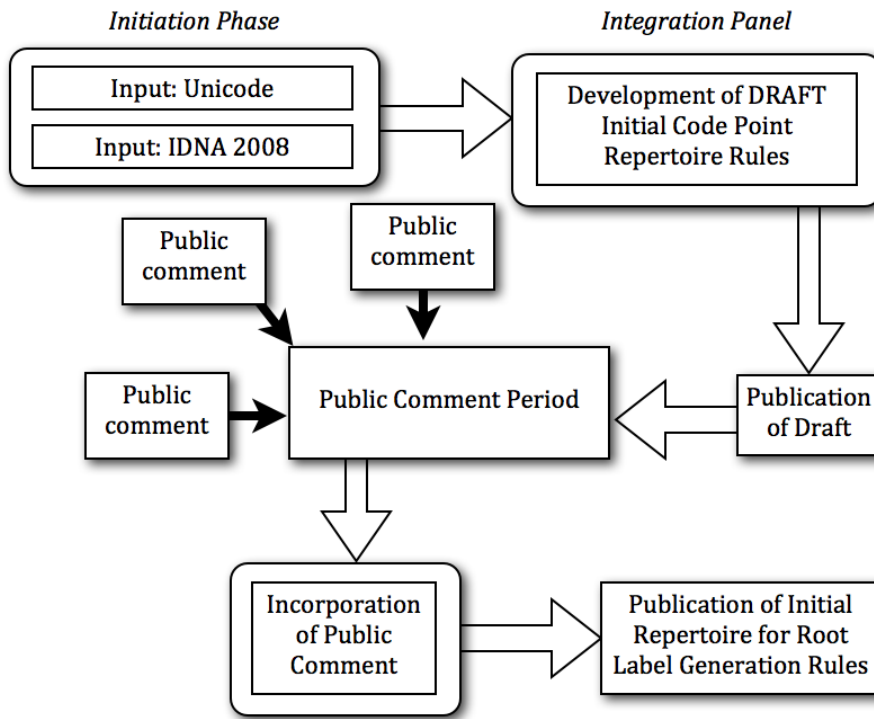 Initiation Phase
Integration Panel
Input: Unicode
Input: IDNA 2008
Development of DRAFT
Initial Code Point
Repertoire Rules
Public
comment
Public
comment
Public
comment
Public Comment Period
Publication
of Draft
Incorporation
of Public
Comment
Publication of Initial
Repertoire for Root
Label Generation Rules